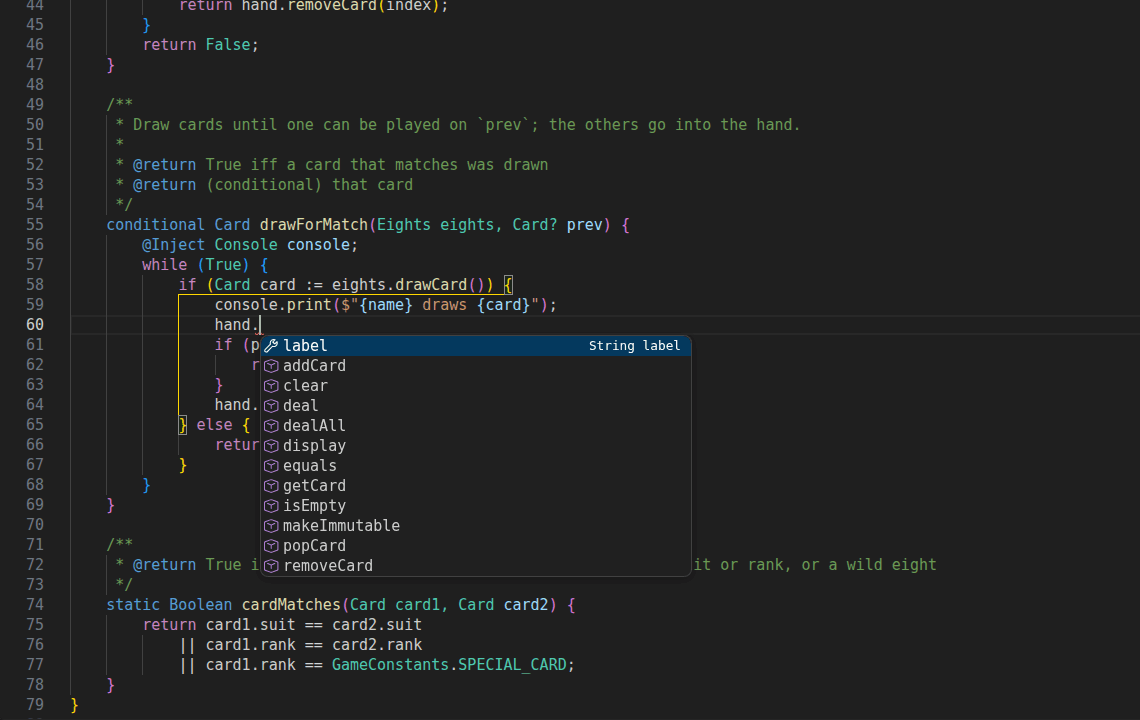 44 return hand.removeCard(index);
45 }
46 return False;
47 }
48
49 /**
50 * Draw cards until one can be played on `prev`; the others go into the hand.
51 *
52 * @return True iff a card that matches was drawn
53 * @return (conditional) that card
54 */
55 conditional Card drawForMatch(Eights eights, Card? prev) {
56 @Inject Console console;
57 while (True) {
58 if (Card card := eights.drawCard()) {
59 console.print($"{name} draws {card}");
60 hand.
61 if (p
label String label
62 r
addCard
63 }
clear
64 hand.
deal
65 } else {
dealAll
66 retur
display
67 }
equals
68 }
getCard
69 }
isEmpty
70
makeImmutable
71 /**
popCard
72 * @return True i
removeCard
it or rank, or a wild eight
73 */
74 static Boolean cardMatches(Card card1, Card card2) {
75 return card1.suit == card2.suit
76 || card1.rank == card2.rank
77 || card1.rank == GameConstants.SPECIAL_CARD;
78 }
79 }